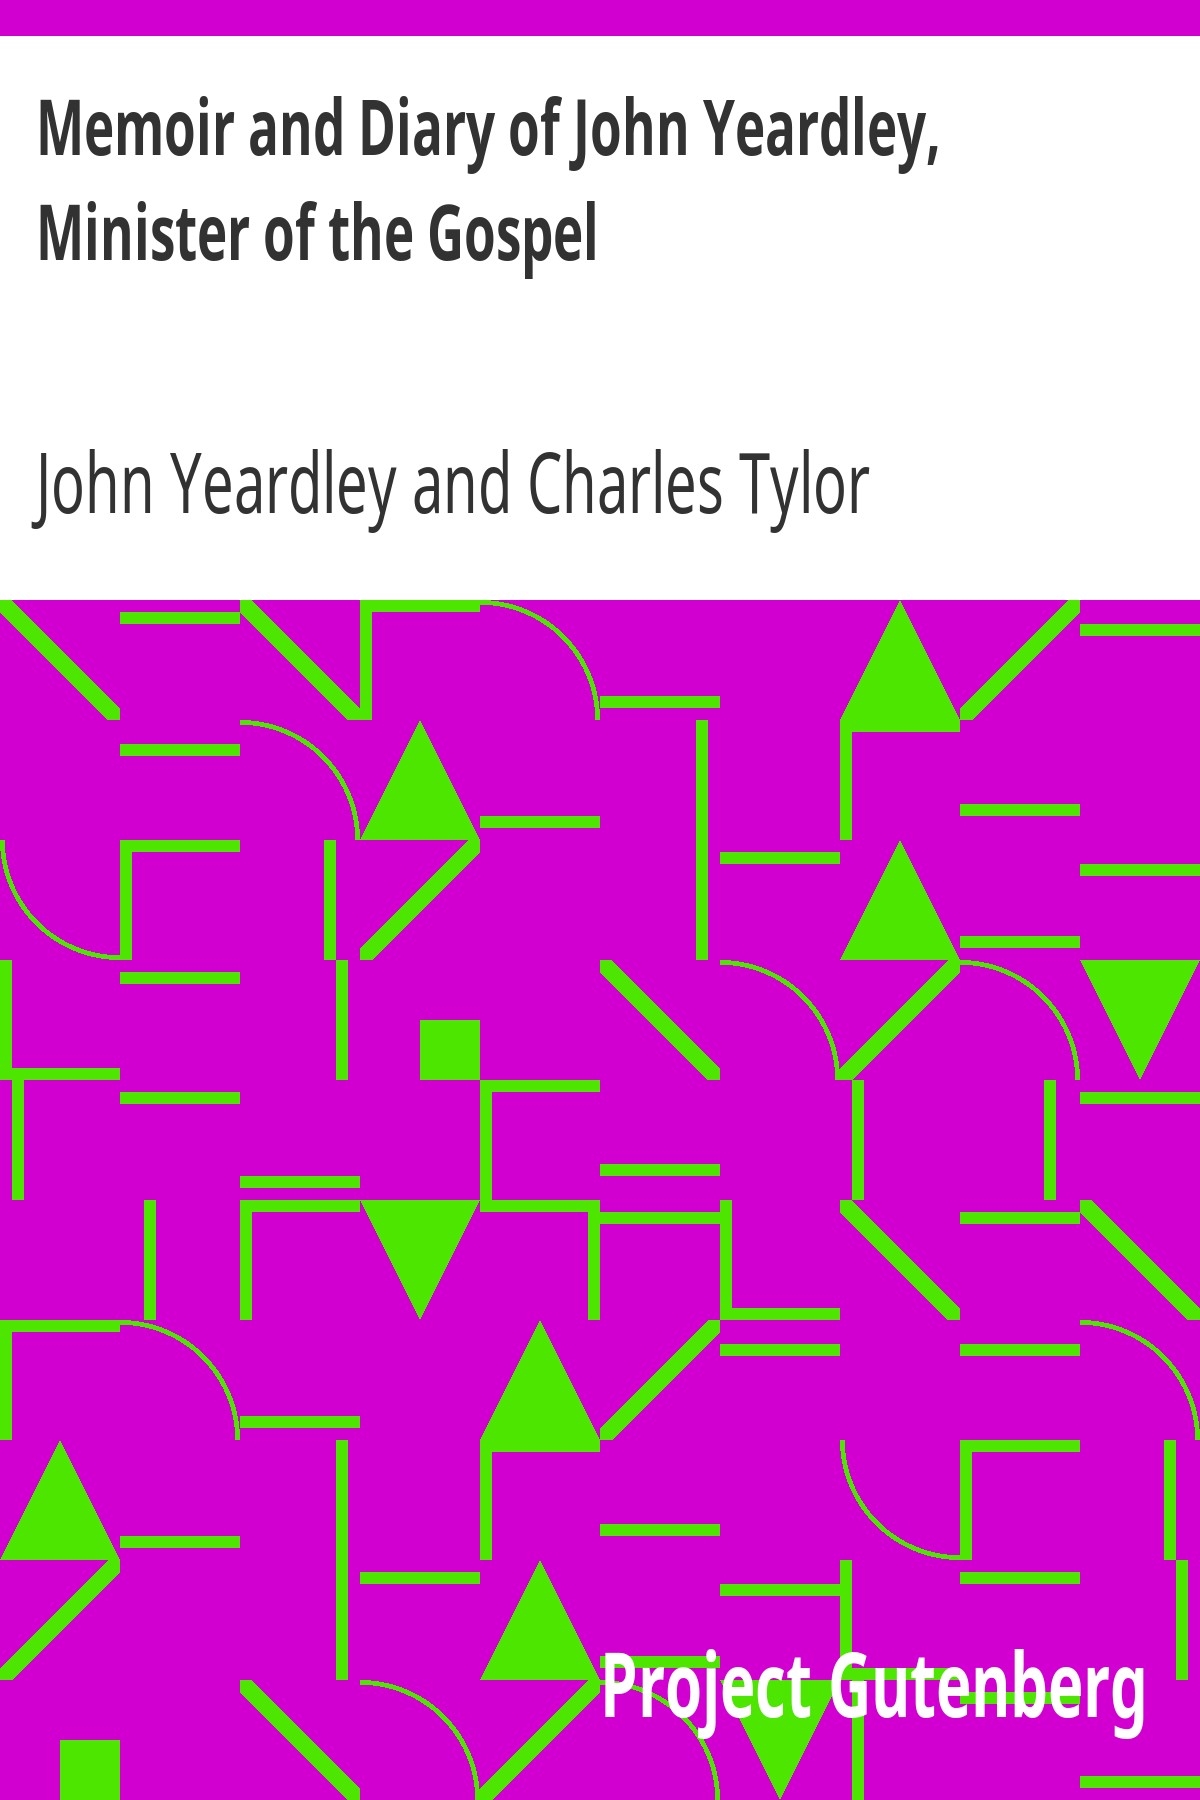 Memoir and Diary of John Yeardley,
Minister of the Gospel
John Yeardley and Charles Tylor
Project Gutenberg